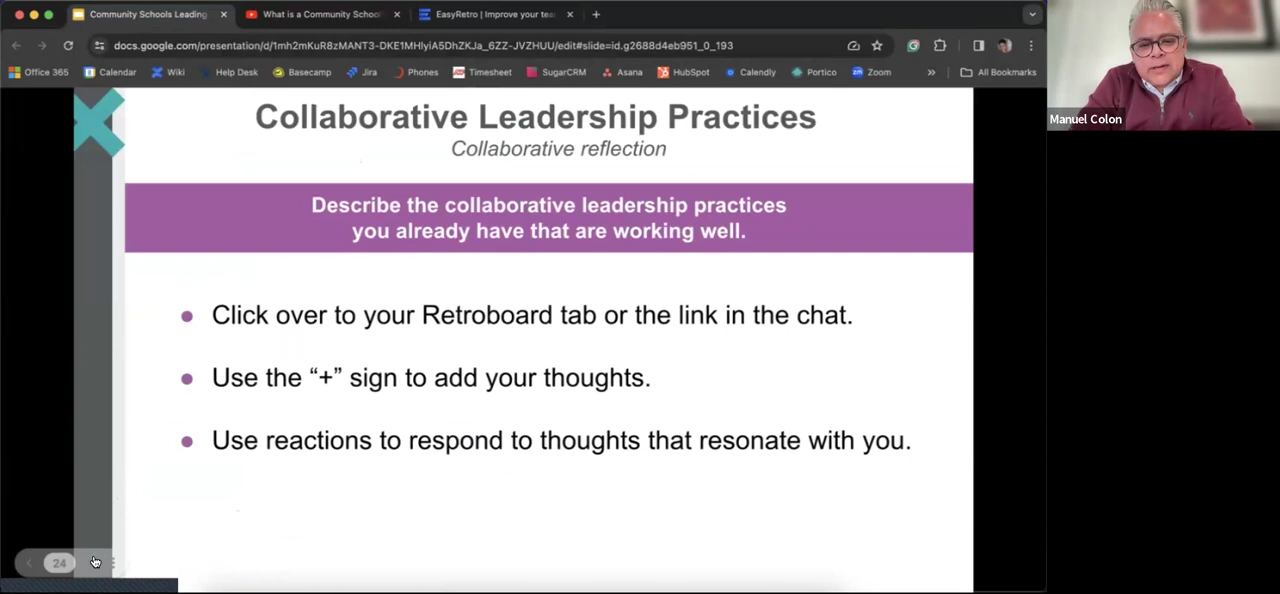 Community Schools Leading
What is a Community School
EasyRetro | Improve your tea
docs.google.com/presentation/d/1mh2mKuR8zMANT3-DKE1MHlyiA5DhZKJa_6ZZ-JVZHUU/edit#slide=id.g2688d4eb951_0_193
Office 365 Calendar Wiki Help Desk Basecamp Jira Phones Timesheet SugarCRM Asana HubSpot Calendly Portico Zoom » All Bookmarks
Manuel Colon
Collaborative Leadership Practices
Collaborative reflection
Describe the collaborative leadership practices
you already have that are working well.
● Click over to your Retroboard tab or the link in the chat.
● Use the “+” sign to add your thoughts.
● Use reactions to respond to thoughts that resonate with you.
24